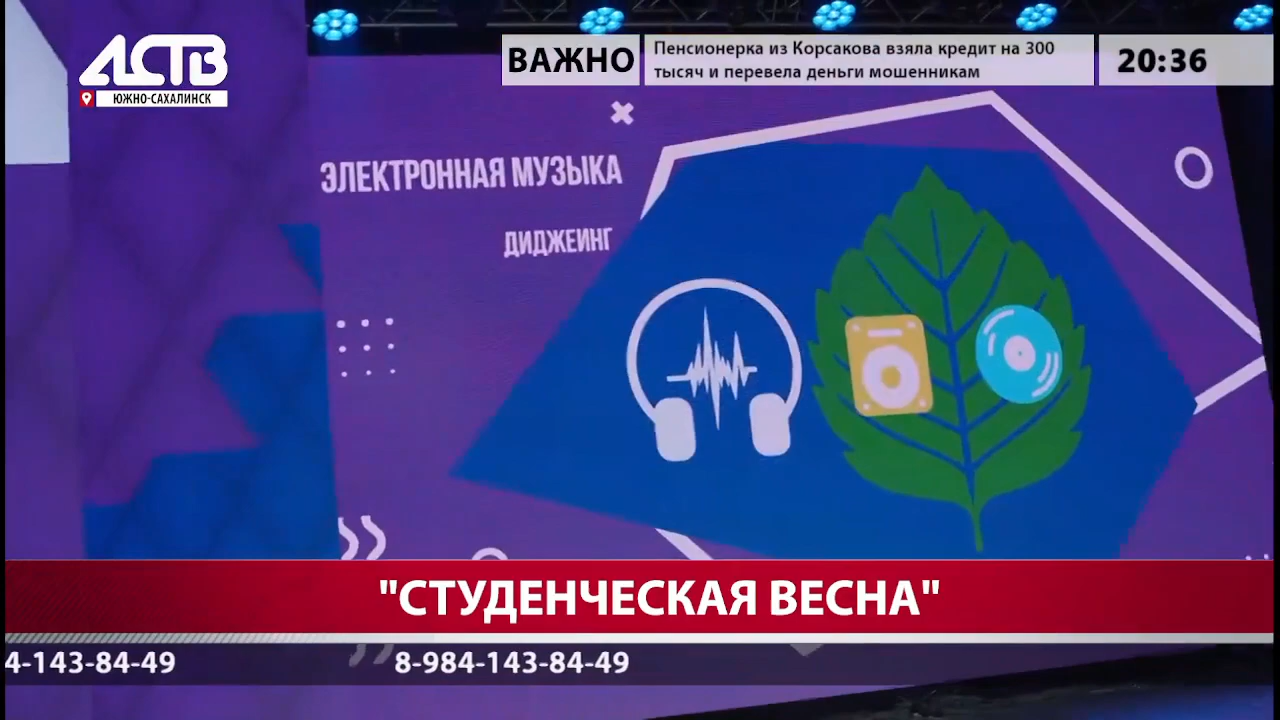 АСТВ
ЮЖНО-САХАЛИНСК
ВАЖНО
Пенсионерка из Корсакова взяла кредит на 300
тысяч и перевела деньги мошенникам
20:36
ЭЛЕКТРОННАЯ МУЗЫКА
ДИДЖЕИНГ
"СТУДЕНЧЕСКАЯ ВЕСНА"
4-143-84-49
8-984-143-84-49